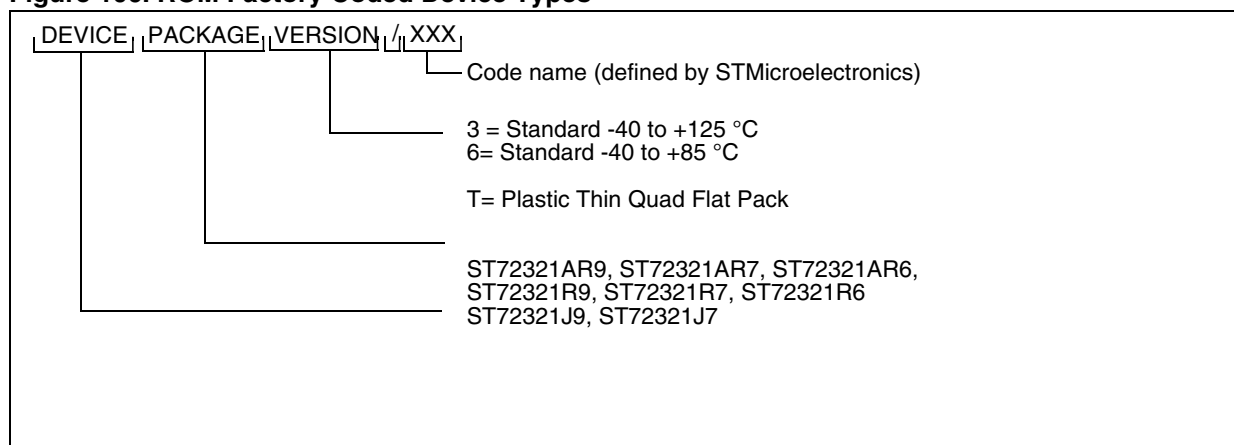 DEVICE PACKAGE VERSION / XXX
Code name (defined by STMicroelectronics)
3 = Standard -40 to +125 °C
6= Standard -40 to +85 °C
T= Plastic Thin Quad Flat Pack
ST72321AR9, ST72321AR7, ST72321AR6,
ST72321R9, ST72321R7, ST72321R6
ST72321J9, ST72321J7